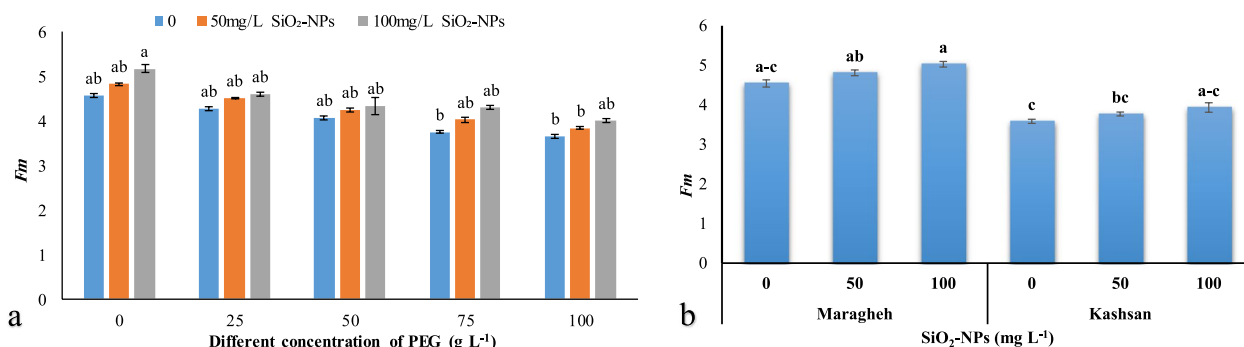 0 50mg/L SiO₂-NPs 100mg/L SiO₂-NPs
6
5
4
3
2
1
0
Fm
ab ab a
ab ab ab
ab ab ab
b ab ab
b b ab
0 25 50 75 100
Different concentration of PEG (g L⁻¹)
a
6
5
4
3
2
1
0
Fm
a-c ab a c bc a-c
0 50 100 0 50 100
Maragheh Kashsan
SiO₂-NPs (mg L⁻¹)
b